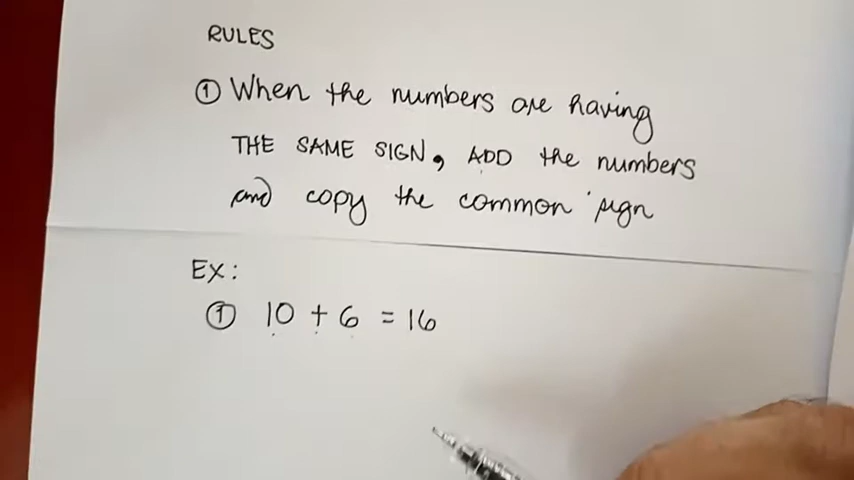 RULES
① When the numbers are having
THE SAME SIGN, ADD the numbers
and copy the common sign
EX:
① 10 + 6 = 16